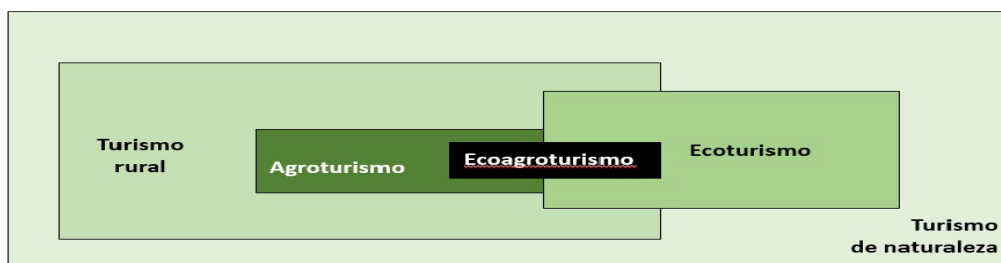 Turismo
rural
Agroturismo
Ecoagroturismo
Ecoturismo
Turismo
de naturaleza